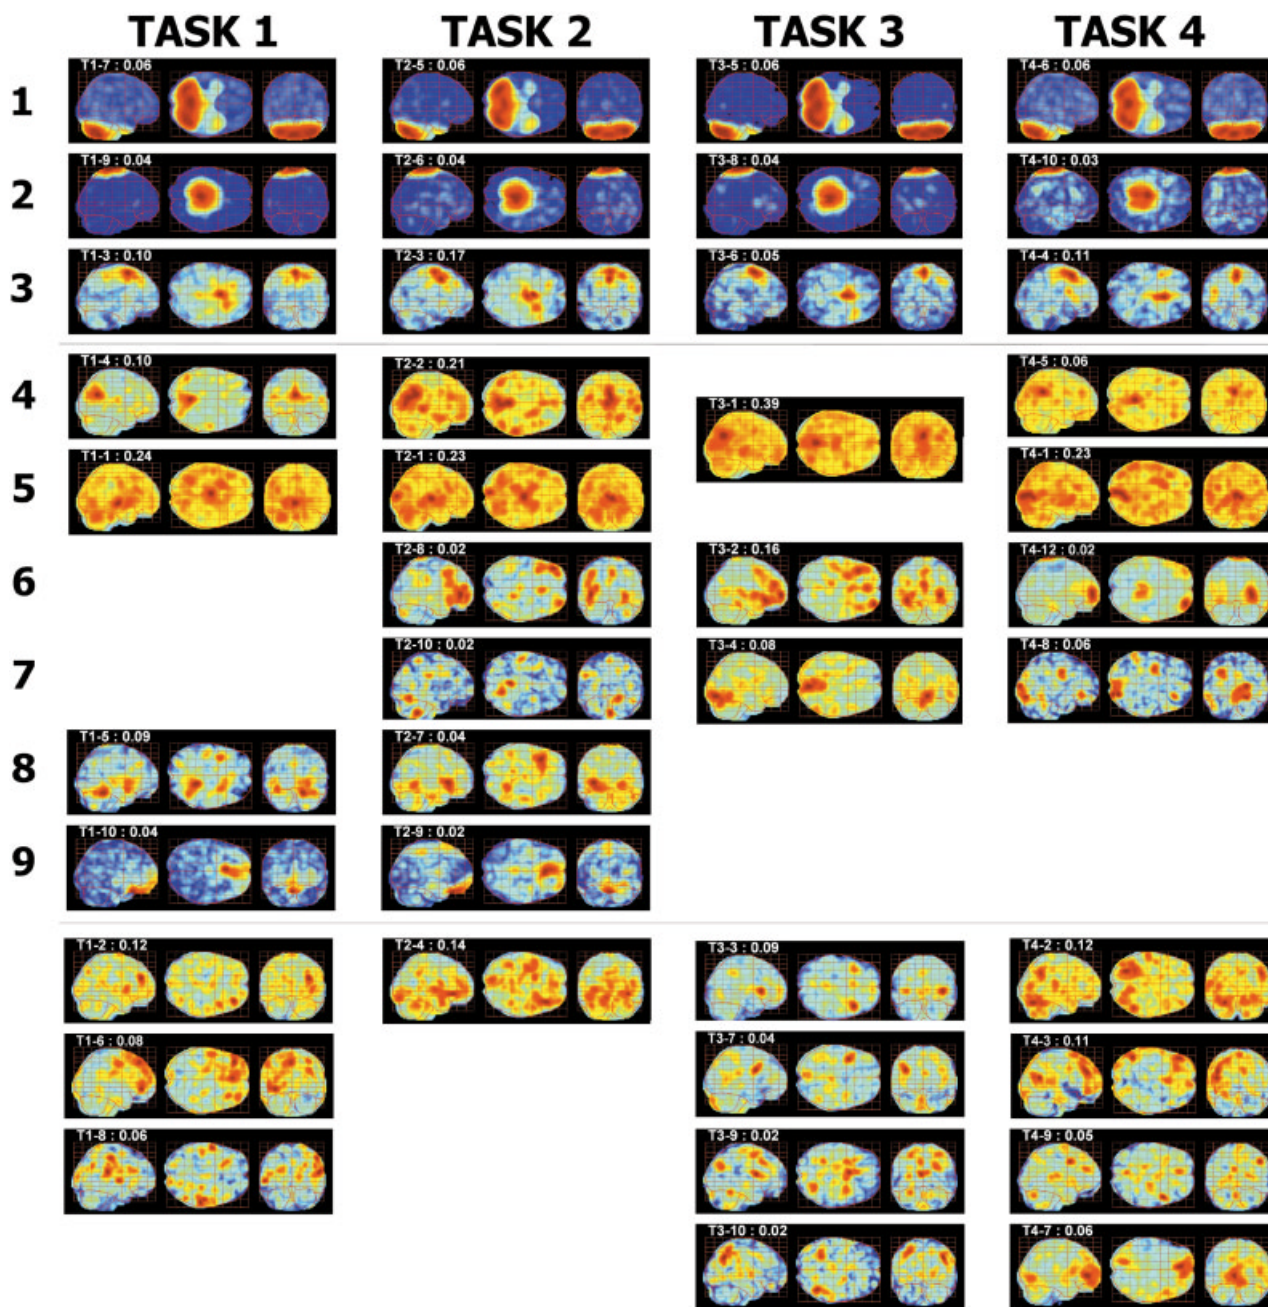 TASK 1 TASK 2 TASK 3 TASK 4
1 T1-7 : 0.06 T2-5 : 0.06 T3-5 : 0.06 T4-6 : 0.06
2 T1-9 : 0.04 T2-6 : 0.04 T3-8 : 0.04 T4-10 : 0.03
3 T1-3 : 0.10 T2-3 : 0.17 T3-6 : 0.05 T4-4 : 0.11
4 T1-4 : 0.10 T2-2 : 0.21 T4-5 : 0.06
T3-1 : 0.39
5 T1-1 : 0.24 T2-1 : 0.23 T4-1 : 0.23
6 T2-8 : 0.02 T3-2 : 0.16 T4-12 : 0.02
7 T2-10 : 0.02 T3-4 : 0.08 T4-8 : 0.06
8 T1-5 : 0.09 T2-7 : 0.04
9 T1-10 : 0.04 T2-9 : 0.02
T1-2 : 0.12 T2-4 : 0.14 T3-3 : 0.09 T4-2 : 0.12
T1-6 : 0.08 T3-7 : 0.04 T4-3 : 0.11
T1-8 : 0.06 T3-9 : 0.02 T4-9 : 0.05
T3-10 : 0.02 T4-7 : 0.06